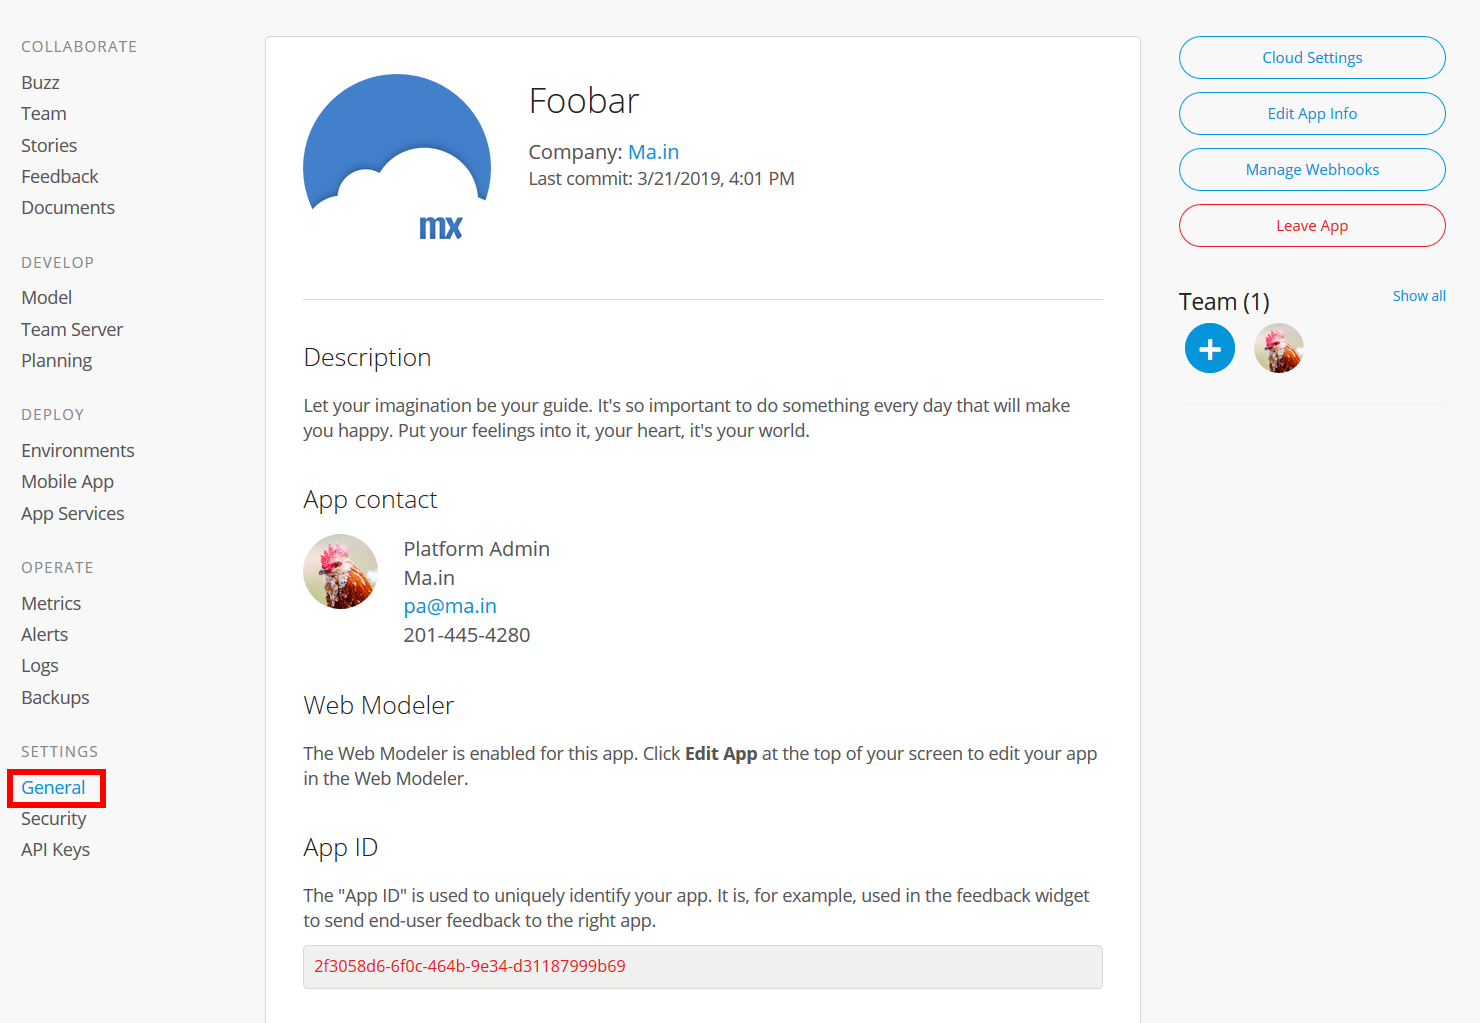 COLLABORATE
Buzz
Team
Stories
Feedback
Documents
DEVELOP
Model
Team Server
Planning
DEPLOY
Environments
Mobile App
App Services
OPERATE
Metrics
Alerts
Logs
Backups
SETTINGS
General
Security
API Keys
mx
Foobar
Company: Ma.in
Last commit: 3/21/2019, 4:01 PM
Description
Let your imagination be your guide. It's so important to do something every day that will make
you happy. Put your feelings into it, your heart, it's your world.
App contact
Platform Admin
Ma.in
pa@ma.in
201-445-4280
Web Modeler
The Web Modeler is enabled for this app. Click Edit App at the top of your screen to edit your app
in the Web Modeler.
App ID
The "App ID" is used to uniquely identify your app. It is, for example, used in the feedback widget
to send end-user feedback to the right app.
2f3058d6-6f0c-464b-9e34-d31187999b69
Cloud Settings
Edit App Info
Manage Webhooks
Leave App
Team (1)
Show all